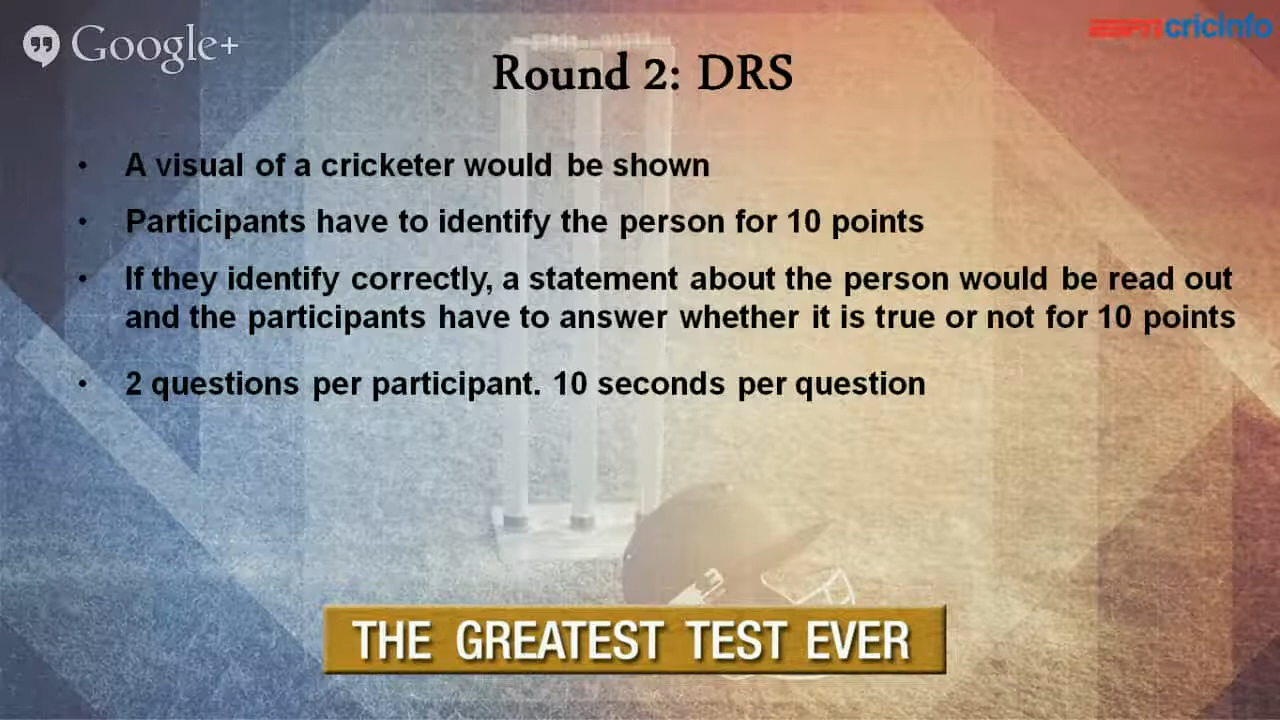 Google+
ESPNcricinfo
Round 2: DRS
• A visual of a cricketer would be shown
• Participants have to identify the person for 10 points
• If they identify correctly, a statement about the person would be read out
and the participants have to answer whether it is true or not for 10 points
• 2 questions per participant. 10 seconds per question
THE GREATEST TEST EVER